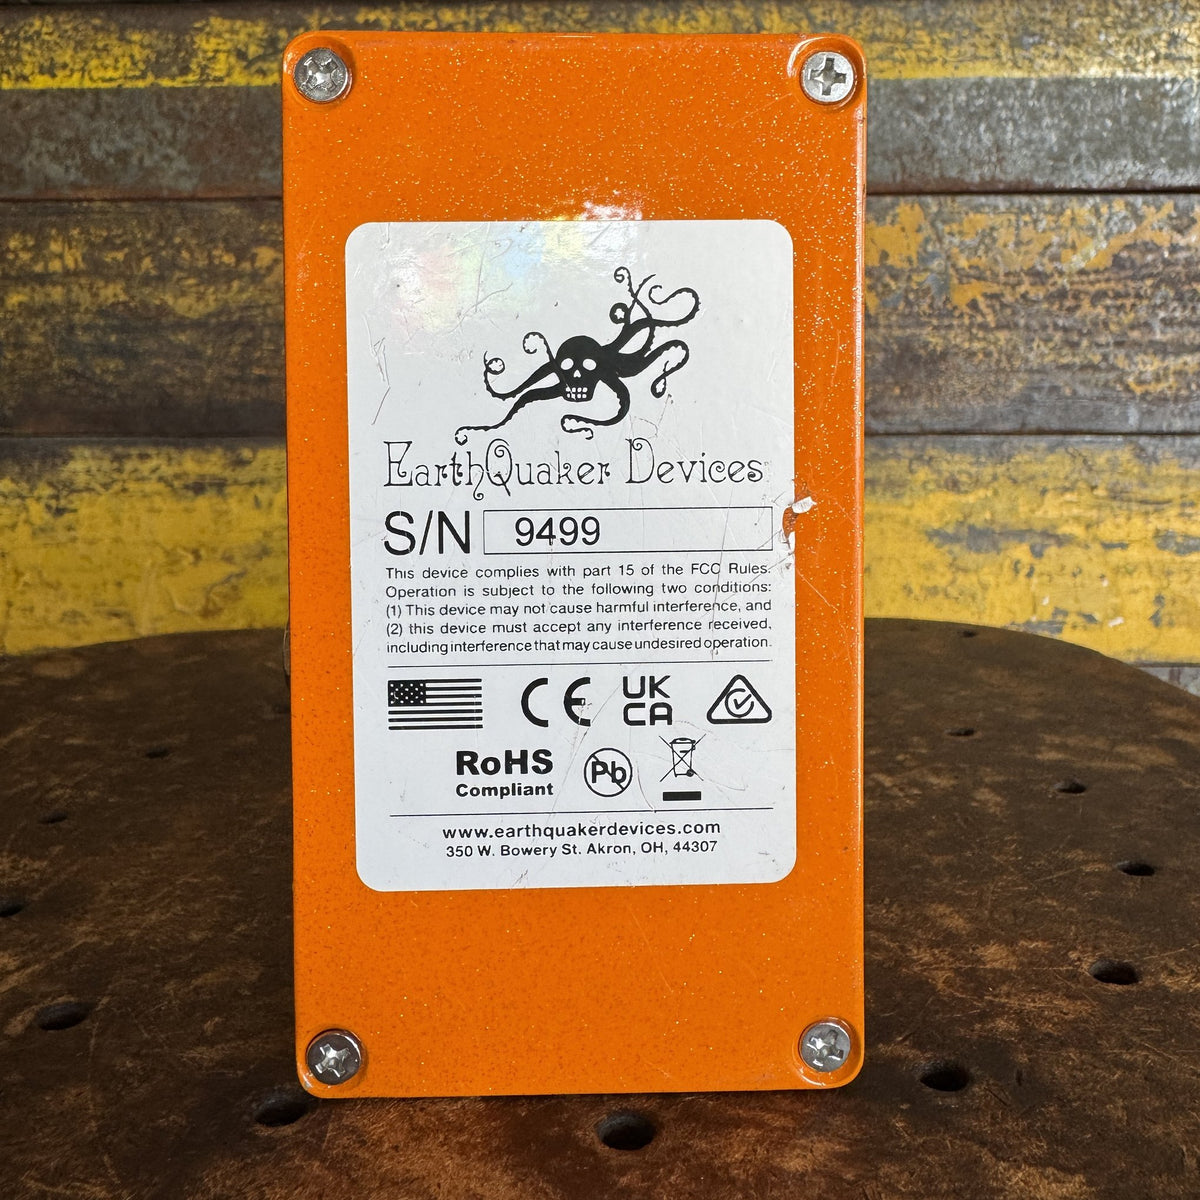 EarthQuaker Devices
S/N 9499
This device complies with part 15 of the FCC Rules.
Operation is subject to the following two conditions:
(1) This device may not cause harmful interference, and
(2) this device must accept any interference received,
including interference that may cause undesired operation.
CE UK
CA
RoHS
Compliant
Pb
www.earthquakerdevices.com
350 W. Bowery St. Akron, OH, 44307